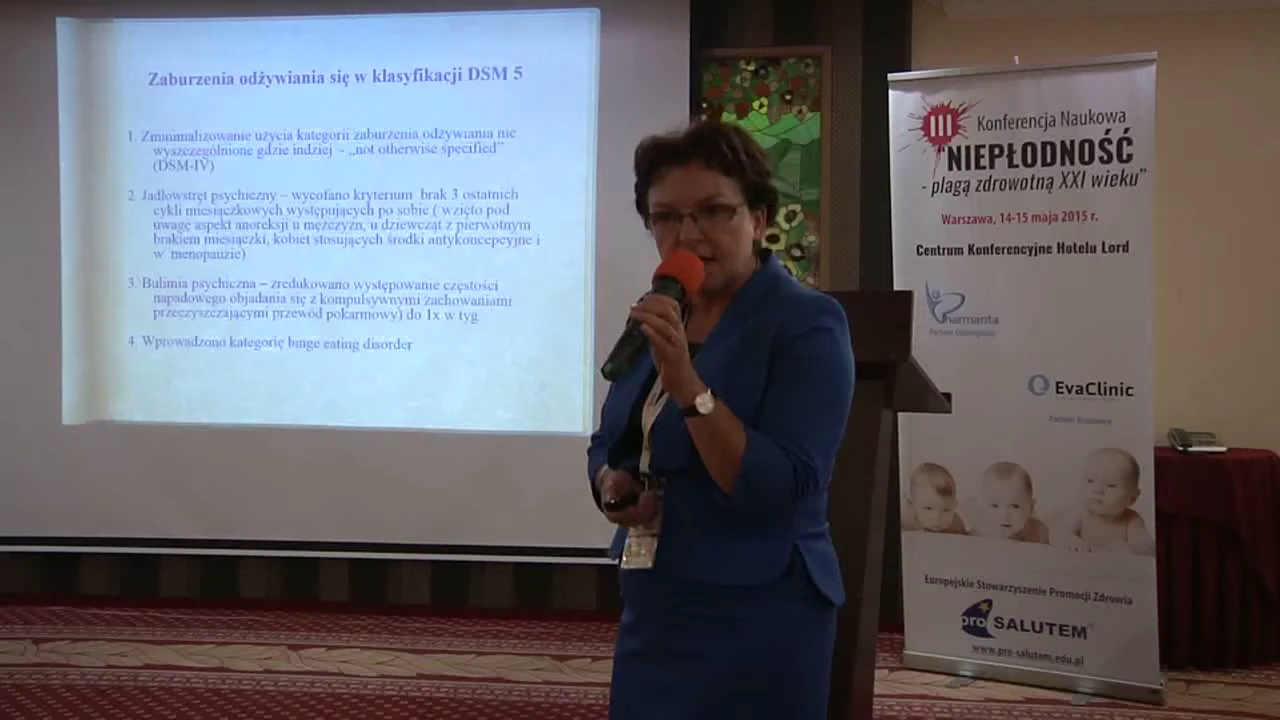 Zaburzenia odżywiania się w klasyfikacji DSM 5
1. Zminimalizowanie użycia kategorii zaburzenia odżywiania nie
wyszczególnione gdzie indziej - „not otherwise specified”
(DSM-IV)
2. Jadłowstręt psychiczny – wycofano kryterium brak 3 ostatnich
cykli miesiączkowych występujących po sobie ( wzięto pod
uwagę aspekt anoreksji u mężczyzn, u dziewcząt z pierwotnym
brakiem miesiączki, kobiet stosujących środki antykoncepcyjne i
w menopauzie)
3. Bulimia psychiczna – zredukowano występowanie częstości
napadowego objadania się z kompulsywnymi zachowaniami
przeczyszczającymi przewód pokarmowy) do 1x w tyg
4. Wprowadzono kategorię binge eating disorder
III Konferencja Naukowa
"NIEPŁODNOŚĆ
- plagą zdrowotną XXI wieku"
Warszawa, 14-15 maja 2015 r.
Centrum Konferencyjne Hotelu Lord
Pharmanta
EvaClinic
Europejskie Stowarzyszenie Promocji Zdrowia
pro SALUTEM
www.pro-salutem.edu.pl